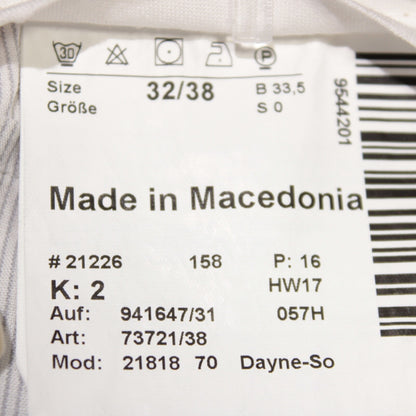 30 P
Size 32/38 B 33,5
Größe S 0
9544201
Made in Macedonia
# 21226 158 P: 16
K: 2 HW17
Auf: 941647/31 057H
Art: 73721/38
Mod: 21818 70 Dayne-So